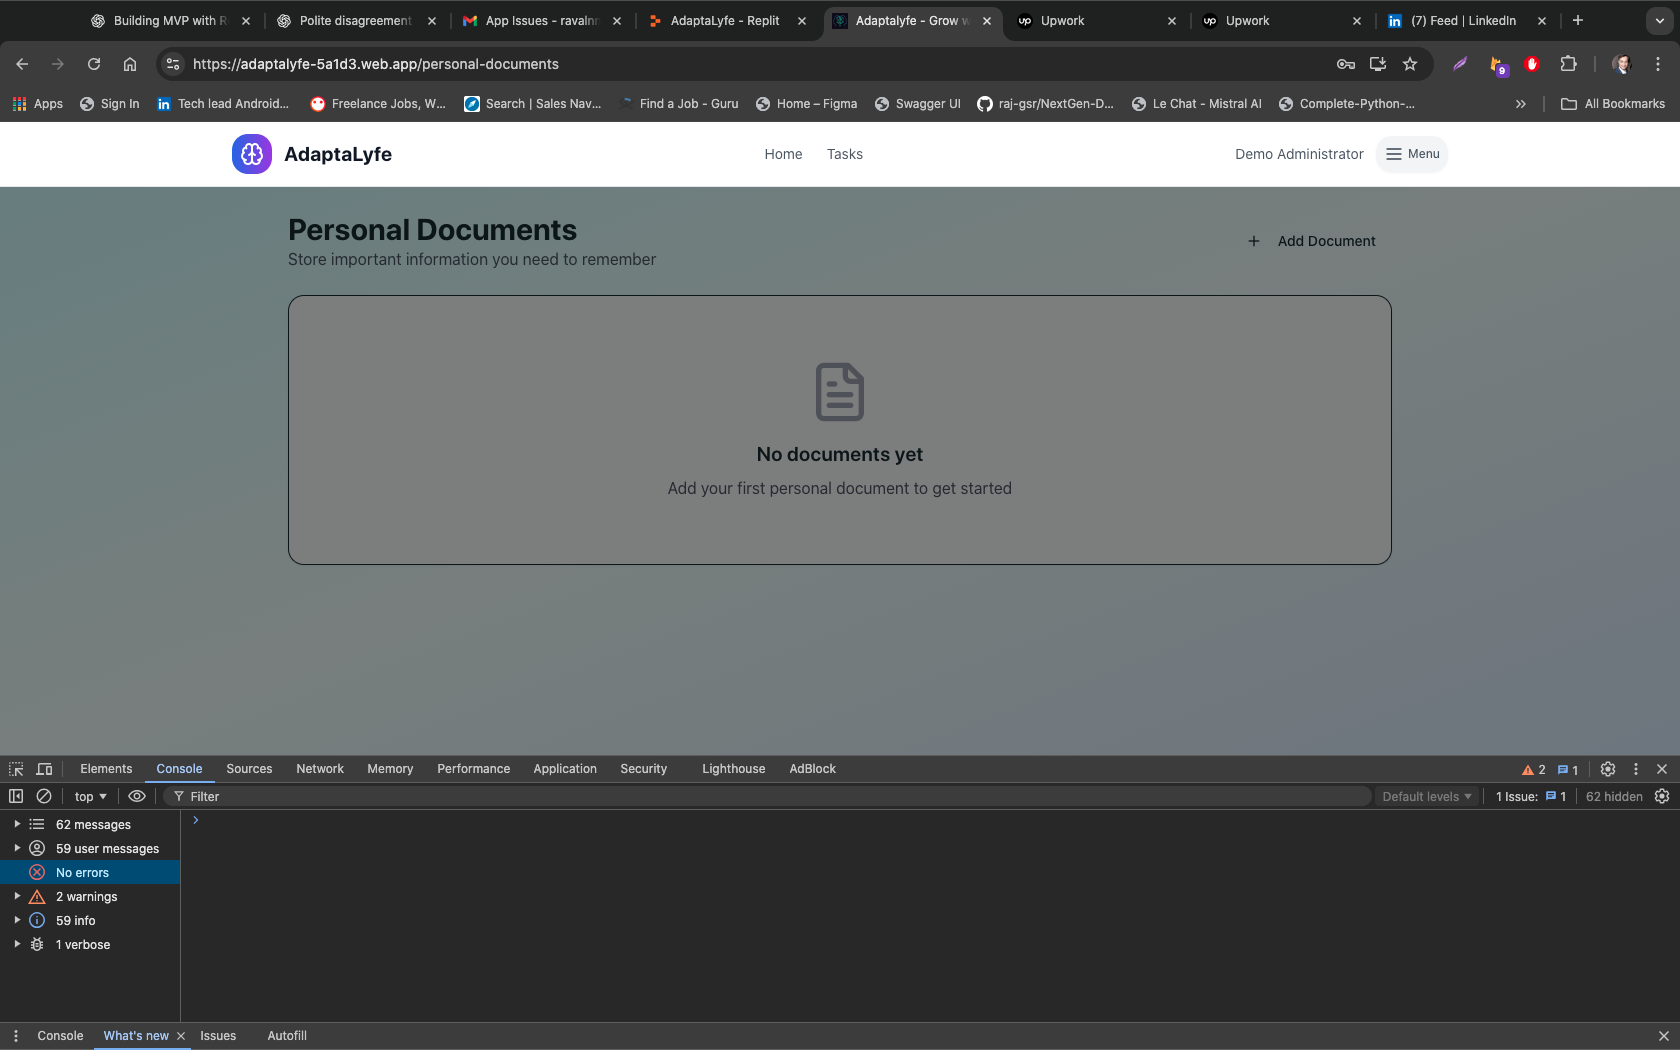 Building MVP with R
Polite disagreement
App Issues - ravalnn
AdaptaLyfe - Replit
Adaptalyfe - Grow w
Upwork
Upwork
(7) Feed | LinkedIn
https://adaptalyfe-5a1d3.web.app/personal-documents
9
Apps
Sign In
Tech lead Android...
Freelance Jobs, W...
Search | Sales Nav...
Find a Job - Guru
Home – Figma
Swagger UI
raj-gsr/NextGen-D...
Le Chat - Mistral AI
Complete-Python-...
All Bookmarks
AdaptaLyfe
Home
Tasks
Demo Administrator
Menu
Personal Documents
Store important information you need to remember
+ Add Document
No documents yet
Add your first personal document to get started
Elements
Console
Sources
Network
Memory
Performance
Application
Security
Lighthouse
AdBlock
2
1
top
Filter
Default levels
1 Issue: 1
62 hidden
62 messages
59 user messages
No errors
2 warnings
59 info
1 verbose
Console
What's new
Issues
Autofill